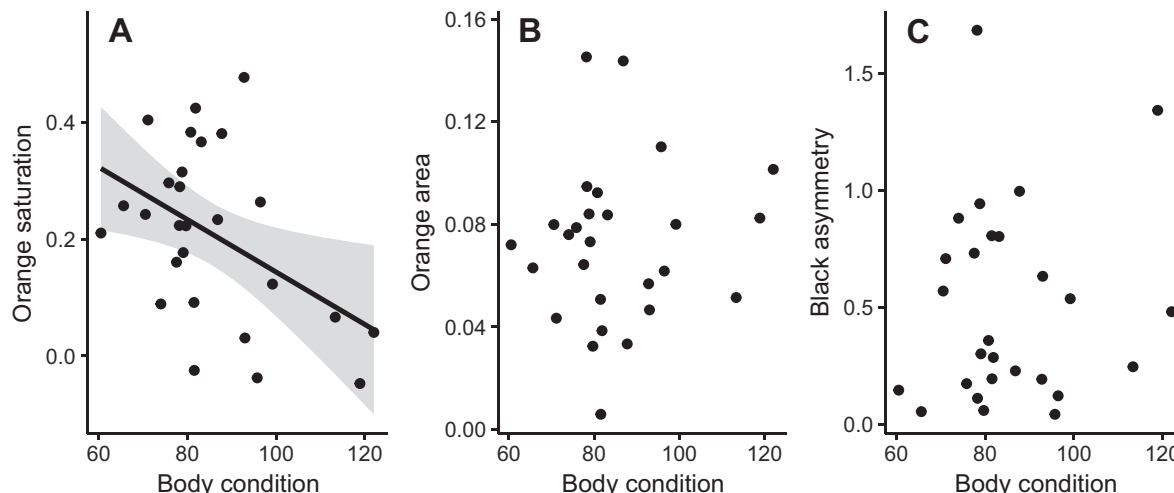 A
Orange saturation
0.4
0.2
0.0
60 80 100 120
Body condition
B
Orange area
0.16
0.12
0.08
0.04
0.00
60 80 100 120
Body condition
C
Black asymmetry
1.5
1.0
0.5
0.0
60 80 100 120
Body condition